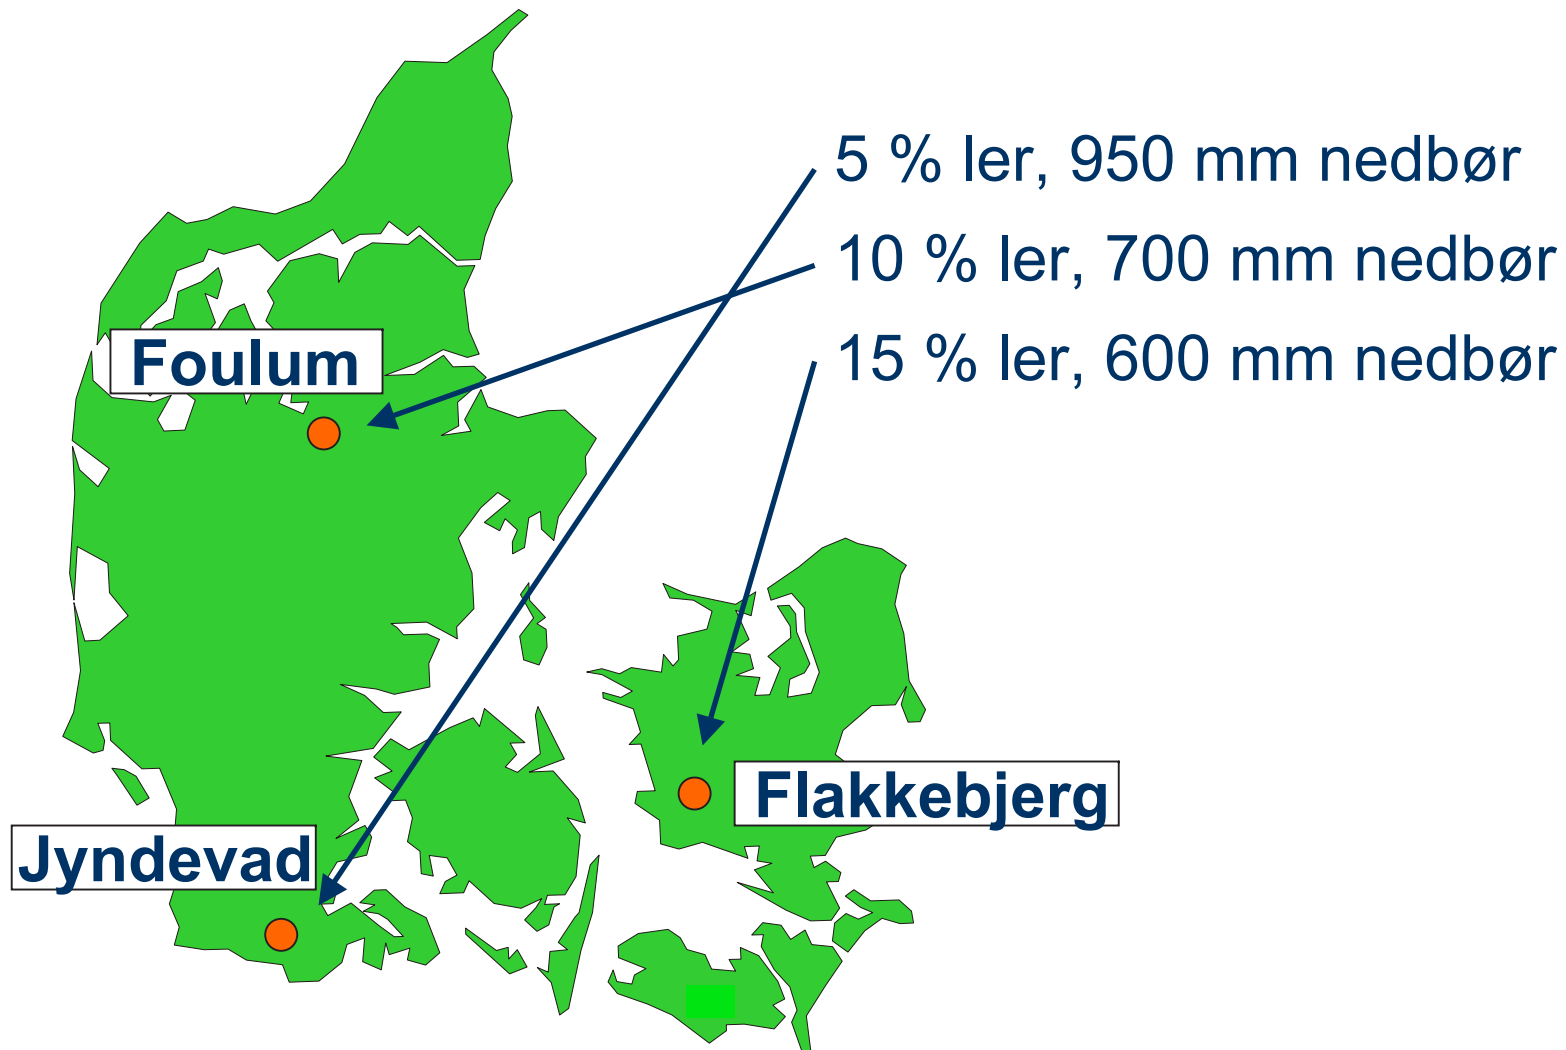 5 % ler, 950 mm nedbør
10 % ler, 700 mm nedbør
15 % ler, 600 mm nedbør
Foulum
Flakkebjerg
Jyndevad